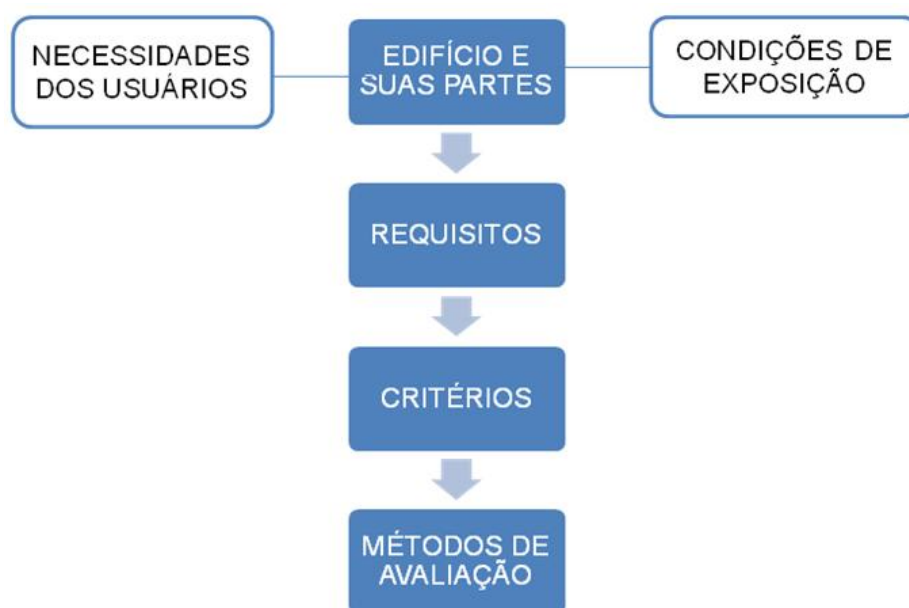 NECESSIDADES
DOS USUÁRIOS
EDIFÍCIO E
SUAS PARTES
CONDIÇÕES DE
EXPOSIÇÃO
REQUISITOS
CRITÉRIOS
MÉTODOS DE
AVALIAÇÃO